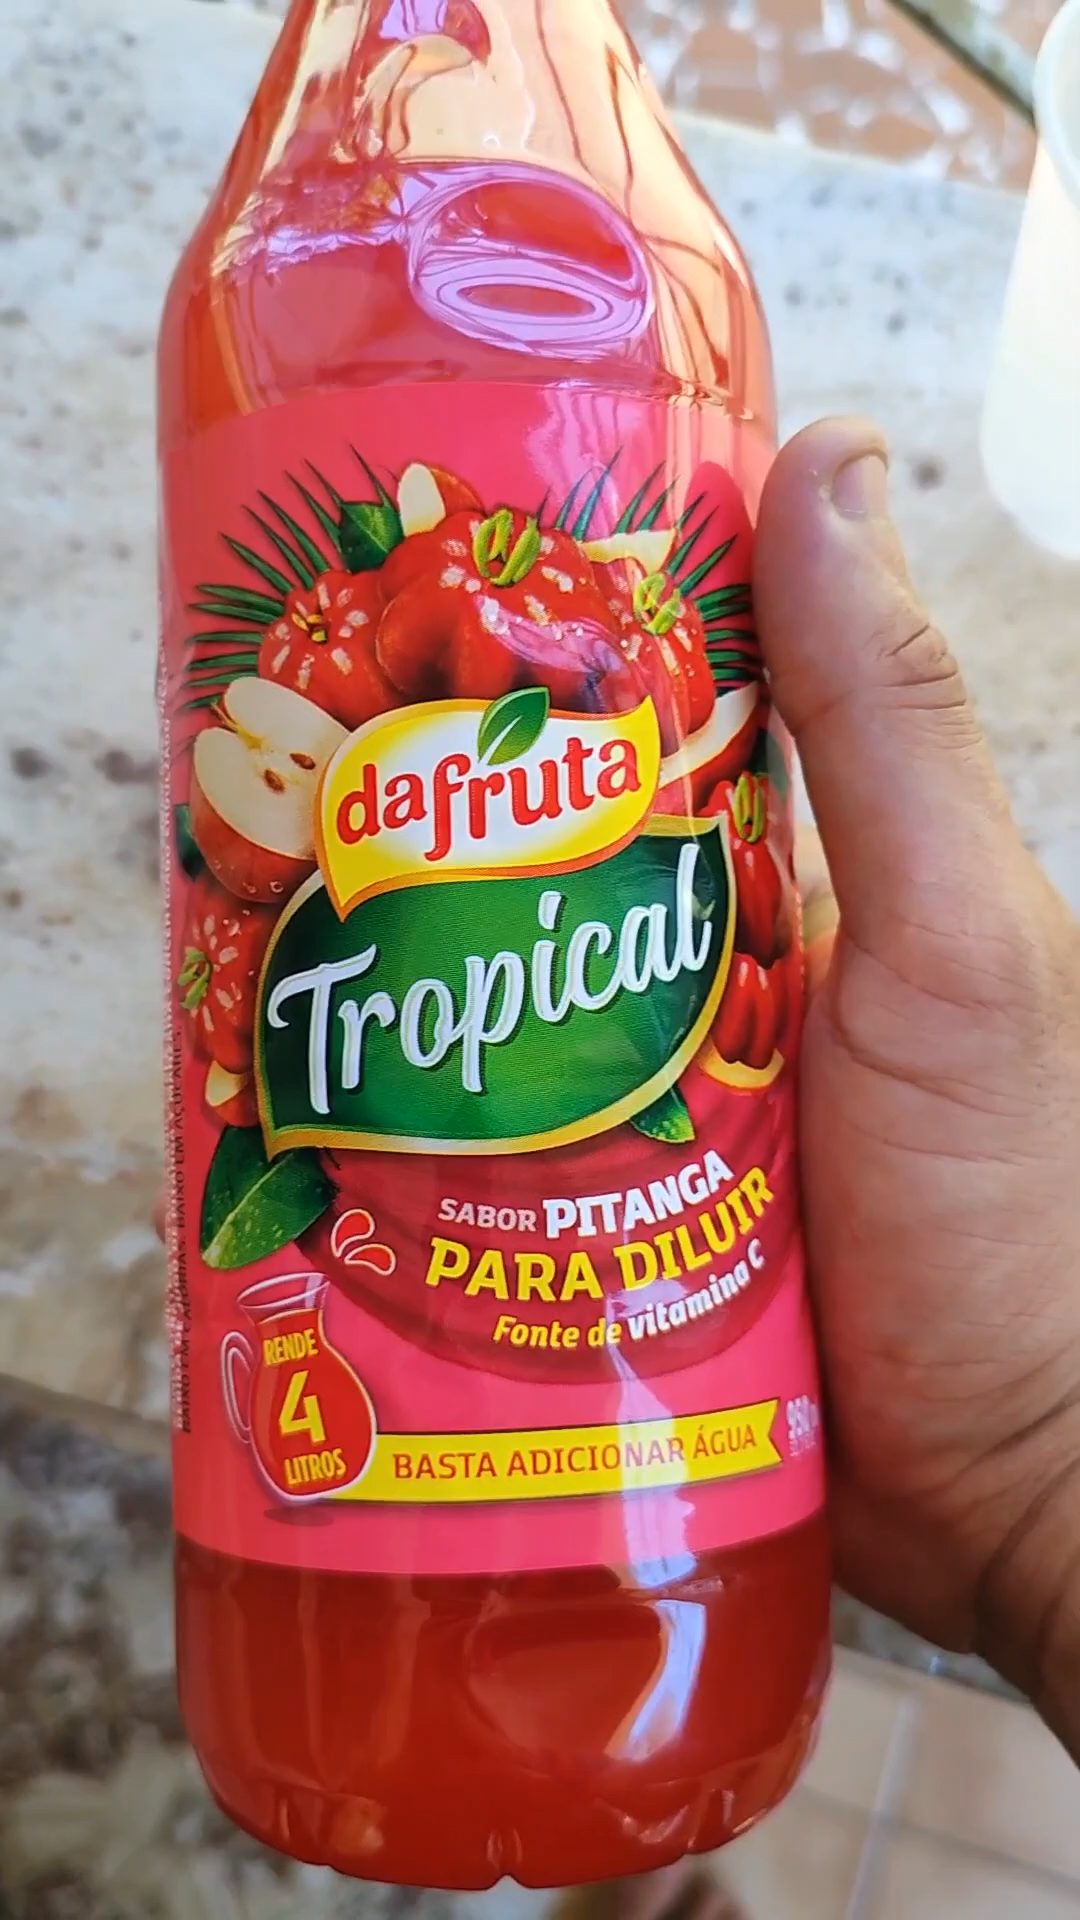 dafruta
Tropical
SABOR PITANGA
PARA DILUIR
Fonte de vitamina C
RENDE
4
LITROS
BASTA ADICIONAR ÁGUA